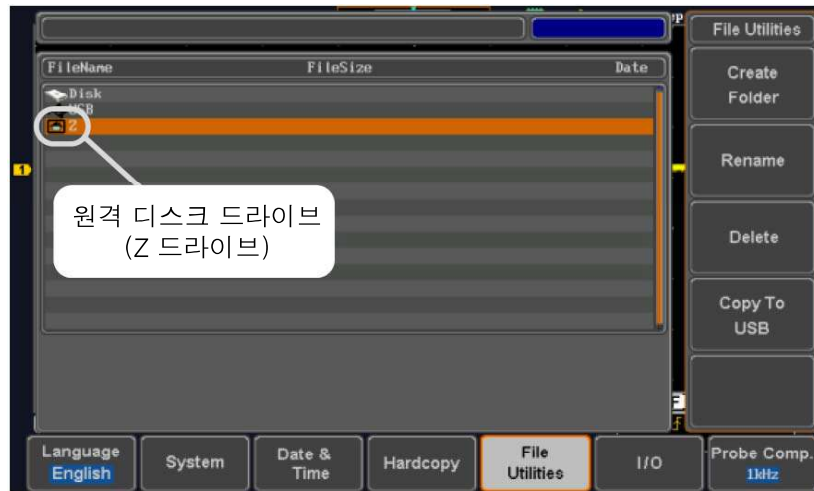 File Utilities
FileName FileSize Date
Disk
USB
Z
원격 디스크 드라이브
(Z 드라이브)
1
Create
Folder
Rename
Delete
Copy To
USB
Language
English
System
Date &
Time
Hardcopy
File
Utilities
I/O
Probe Comp.
1kHz